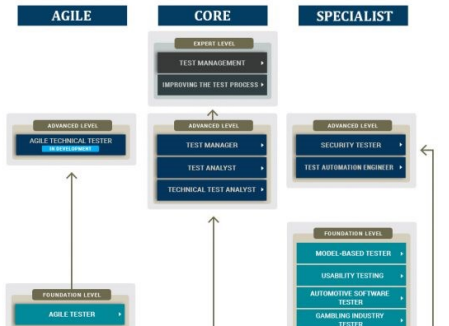 AGILE
CORE
SPECIALIST
EXPERT LEVEL
TEST MANAGEMENT
IMPROVING THE TEST PROCESS
ADVANCED LEVEL
AGILE TECHNICAL TESTER
IN DEVELOPMENT
ADVANCED LEVEL
TEST MANAGER
TEST ANALYST
TECHNICAL TEST ANALYST
ADVANCED LEVEL
SECURITY TESTER
TEST AUTOMATION ENGINEER
FOUNDATION LEVEL
AGILE TESTER
FOUNDATION LEVEL
MODEL-BASED TESTER
USABILITY TESTING
AUTOMOTIVE SOFTWARE
TESTER
GAMBLING INDUSTRY
TESTER